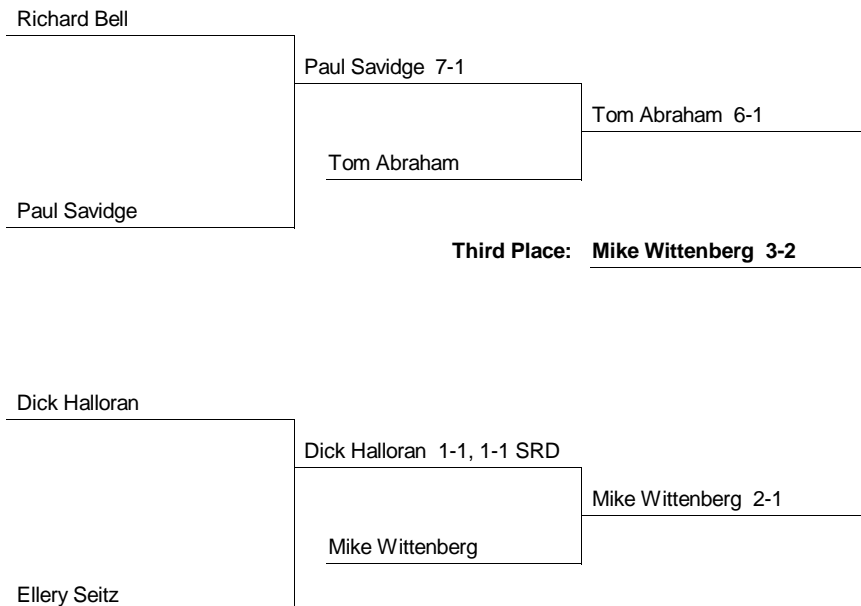 Richard Bell
Paul Savidge 7-1
Tom Abraham 6-1
Tom Abraham
Paul Savidge
Third Place: Mike Wittenberg 3-2
Dick Halloran
Dick Halloran 1-1, 1-1 SRD
Mike Wittenberg 2-1
Mike Wittenberg
Ellery Seitz